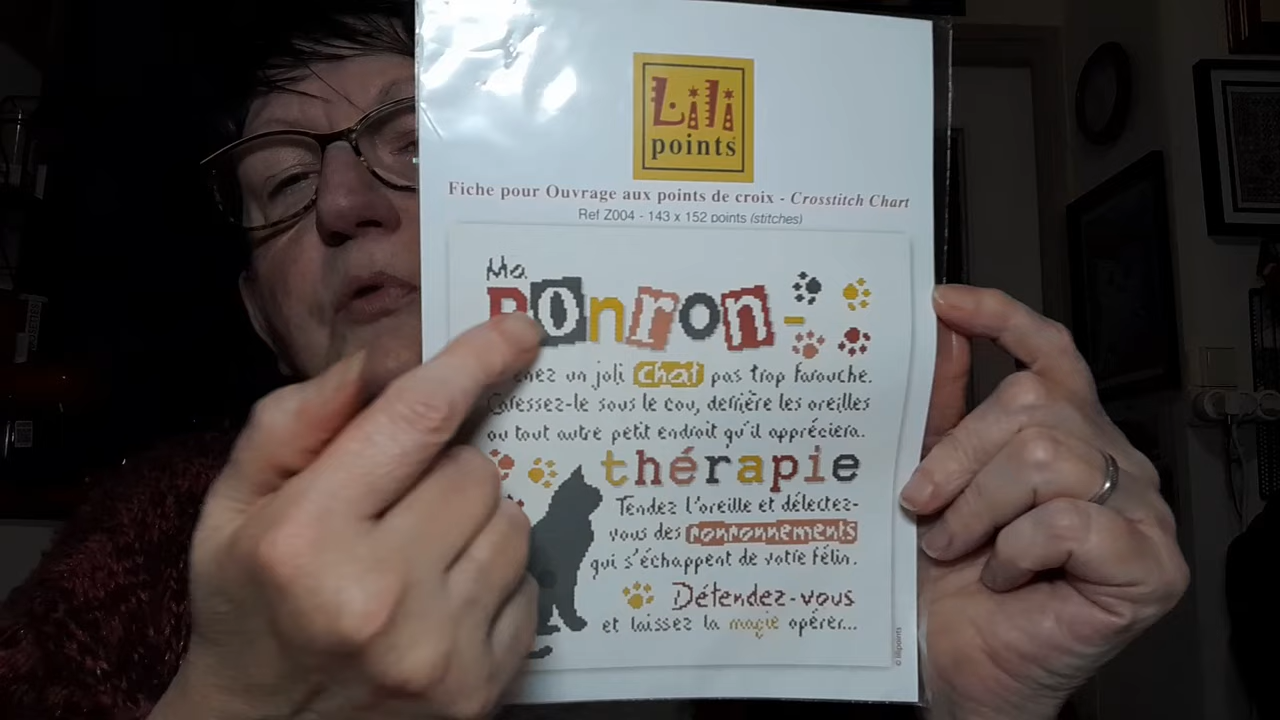 Lili
points
Fiche pour Ouvrage aux points de croix - Crosstitch Chart
Ref Z004 - 143 x 152 points (stitches)
Ma
Ronron-
un joli chat pas trop farouche.
Caressez-le sous le cou, derrière les oreilles
ou tout autre petit endroit qu'il appréciera.
thérapie
Tendez l'oreille et délectez-
vous des ronronnements
qui s'échappent de votre félin.
Détendez-vous
et laissez la magie opérer...
© lilipoints